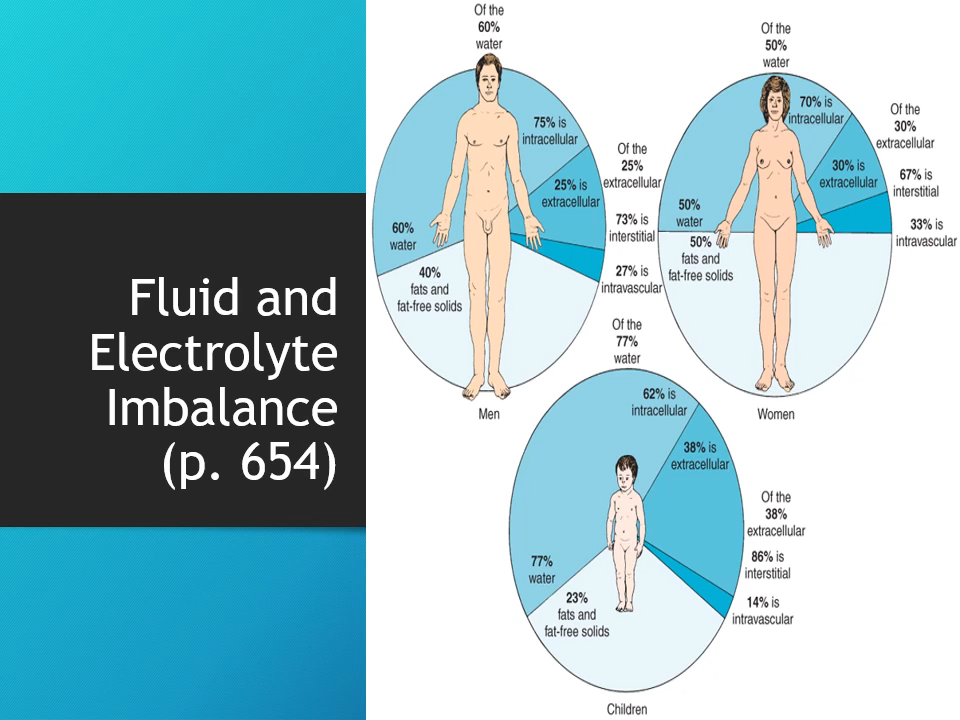 Fluid and
Electrolyte
Imbalance
(p. 654)
Of the
60%
water
75% is
intracellular
25% is
extracellular
Of the
25%
extracellular
73% is
interstitial
27% is
intravascular
60%
water
40%
fats and
fat-free solids
Men
Of the
50%
water
70% is
intracellular
30% is
extracellular
Of the
30%
extracellular
67% is
interstitial
33% is
intravascular
50%
water
50%
fats and
fat-free solids
Women
Of the
77%
water
62% is
intracellular
38% is
extracellular
Of the
38%
extracellular
86% is
interstitial
14% is
intravascular
77%
water
23%
fats and
fat-free solids
Children